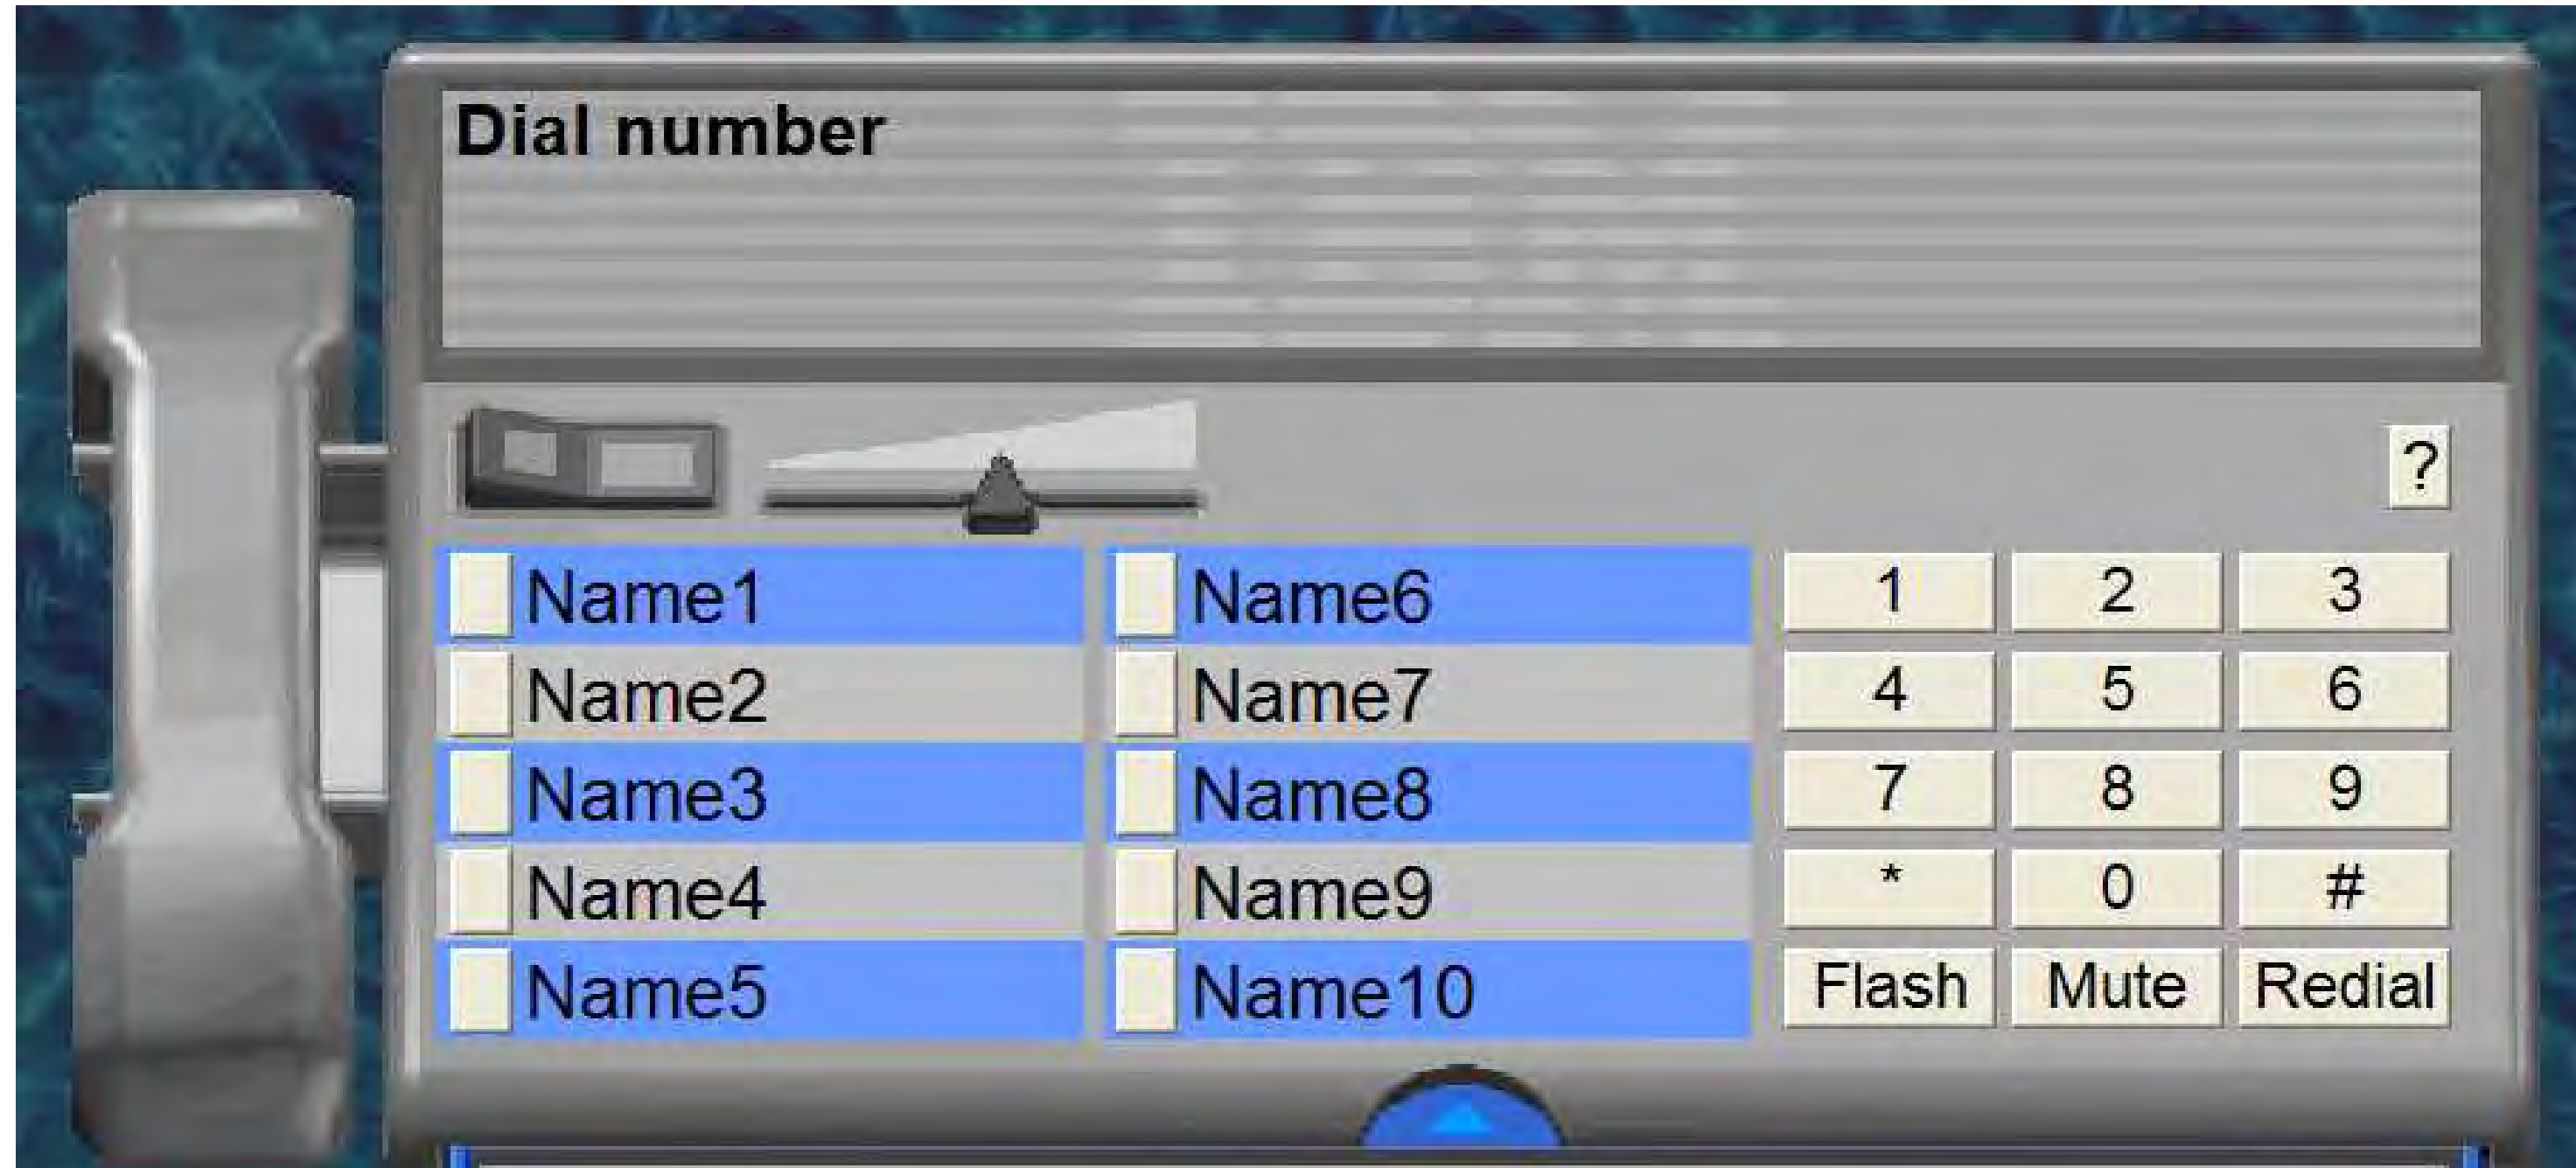 Dial number
?
Name1
Name2
Name3
Name4
Name5
Name6
Name7
Name8
Name9
Name10
1 2 3
4 5 6
7 8 9
* 0 #
Flash Mute Redial